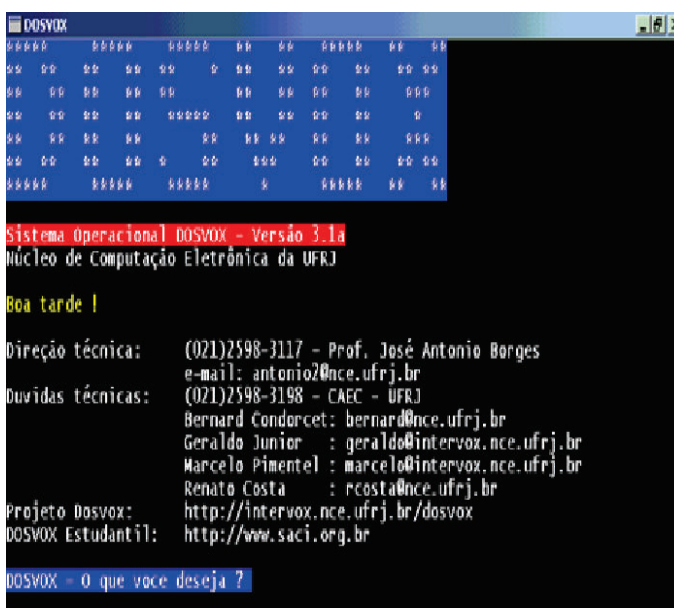 DOSVOX
Sistema Operacional DOSVOX - Versão 3.1a
Núcleo de Computação Eletrônica da UFRJ
Boa tarde !
Direção técnica: (021)2598-3117 - Prof. José Antonio Borges
e-mail: antonio2@nce.ufrj.br
Duvidas técnicas: (021)2598-3198 - CAEC - UFRJ
Bernard Condorcet: bernard@nce.ufrj.br
Geraldo Junior : geraldo@intervox.nce.ufrj.br
Marcelo Pimentel : marcelo@intervox.nce.ufrj.br
Renato Costa : rcosta@nce.ufrj.br
Projeto Dosvox: http://intervox.nce.ufrj.br/dosvox
DOSVOX Estudantil: http://www.saci.org.br
DOSVOX - O que voce deseja ?